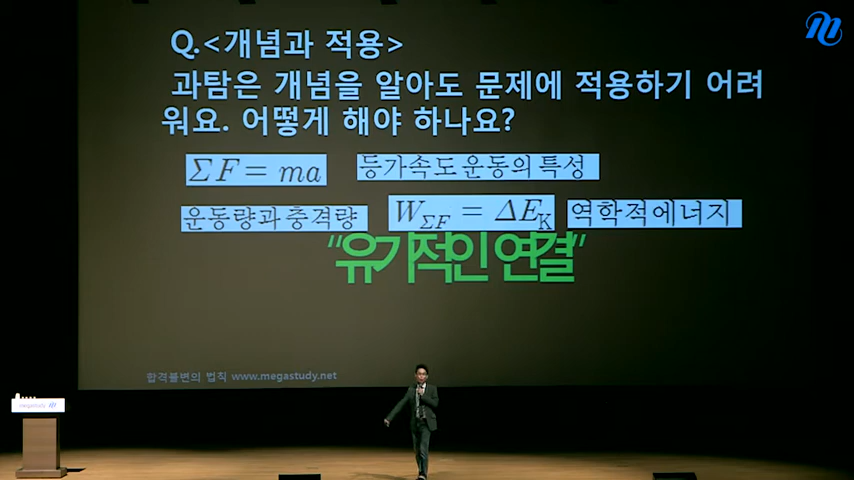 Q.<개념과 적용>
과탐은 개념을 알아도 문제에 적용하기 어려
워요. 어떻게 해야 하나요?
ΣF = ma 등가속도 운동의 특성
운동량과 충격량 W_ΣF = ΔE_K 역학적에너지
“유기적인 연결”
합격불변의 법칙 www.megastudy.net
megastudy